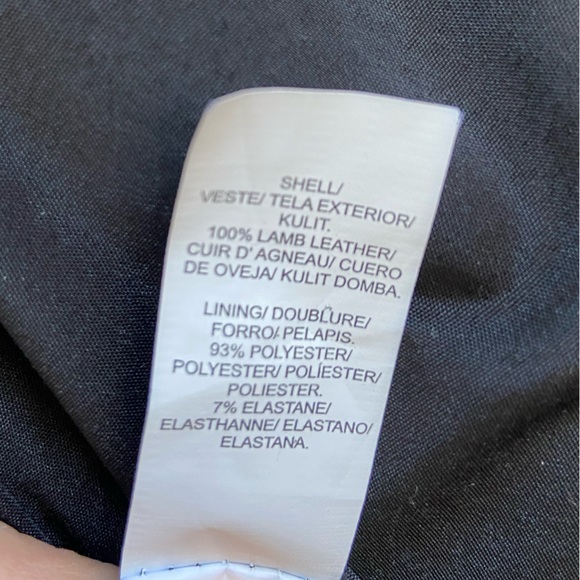 SHELL/
VESTE/ TELA EXTERIOR/
KULIT.
100% LAMB LEATHER/
CUIR D' AGNEAU/ CUERO
DE OVEJA/ KULIT DOMBA.
LINING/ DOUBLURE/
FORRO/ PELAPIS.
93% POLYESTER/
POLYESTER/ POLÍESTER/
POLIESTER.
7% ELASTANE/
ELASTHANNE/ ELASTANO/
ELASTANA.